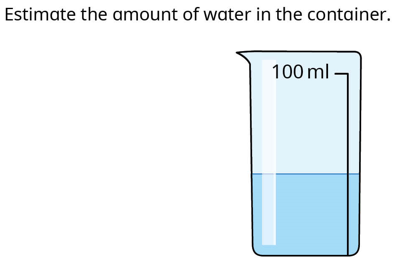 Estimate the amount of water in the container.
100 ml